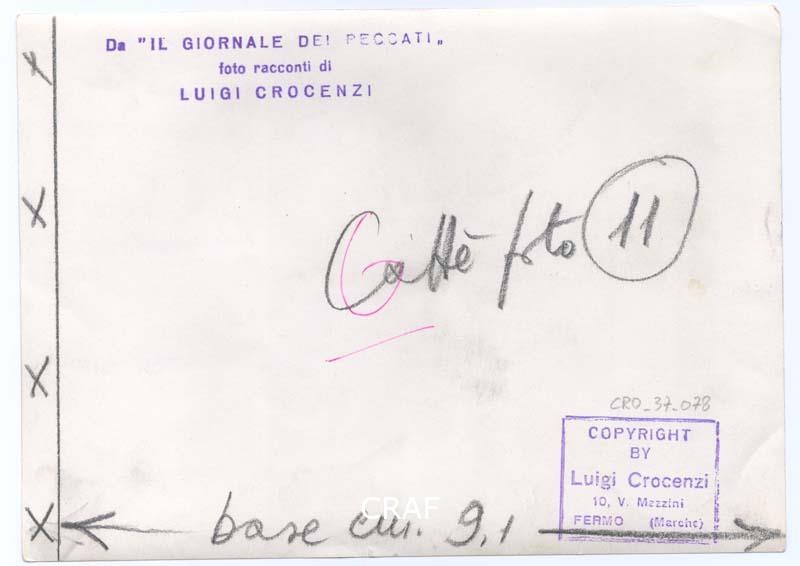 Da "IL GIORNALE DEI PECCATI„
foto racconti di
LUIGI CROCENZI
Caffè foto 11
6
CRO_37_078
COPYRIGHT
BY
Luigi Crocenzi
10, V. Mazzini
FERMO (Marche)
X
X
X
X
base cm. 9,1
CRAF